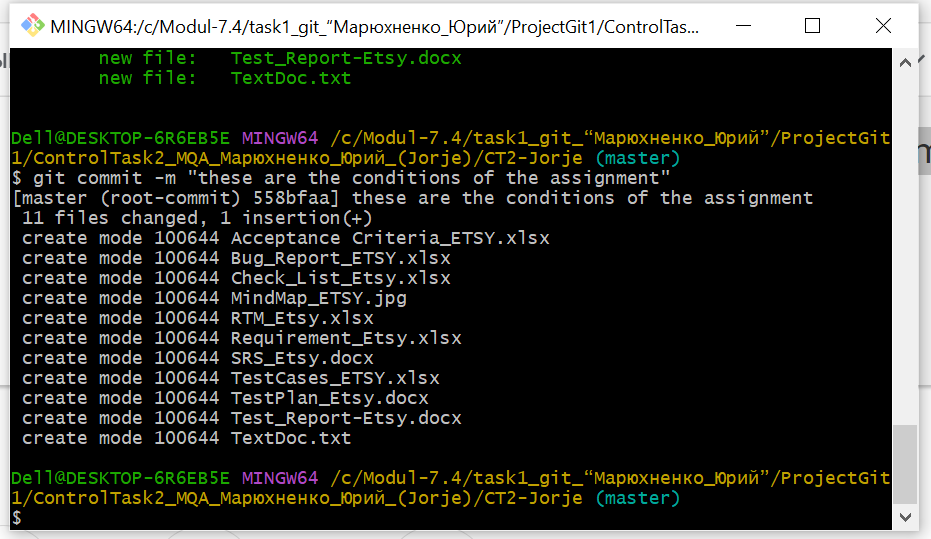 MINGW64:/c/Modul-7.4/task1_git_“Марюхненко_Юрий”/ProjectGit1/ControlTas...
new file:   Test_Report-Etsy.docx
new file:   TextDoc.txt
Dell@DESKTOP-6R6EB5E MINGW64 /c/Modul-7.4/task1_git_“Марюхненко_Юрий”/ProjectGit
1/ControlTask2_MQA_Марюхненко_Юрий_(Jorje)/CT2-Jorje (master)
$ git commit -m "these are the conditions of the assignment"
[master (root-commit) 558bfaa] these are the conditions of the assignment
 11 files changed, 1 insertion(+)
 create mode 100644 Acceptance Criteria_ETSY.xlsx
 create mode 100644 Bug_Report_ETSY.xlsx
 create mode 100644 Check_List_Etsy.xlsx
 create mode 100644 MindMap_ETSY.jpg
 create mode 100644 RTM_Etsy.xlsx
 create mode 100644 Requirement_Etsy.xlsx
 create mode 100644 SRS_Etsy.docx
 create mode 100644 TestCases_ETSY.xlsx
 create mode 100644 TestPlan_Etsy.docx
 create mode 100644 Test_Report-Etsy.docx
 create mode 100644 TextDoc.txt
Dell@DESKTOP-6R6EB5E MINGW64 /c/Modul-7.4/task1_git_“Марюхненко_Юрий”/ProjectGit
1/ControlTask2_MQA_Марюхненко_Юрий_(Jorje)/CT2-Jorje (master)
$